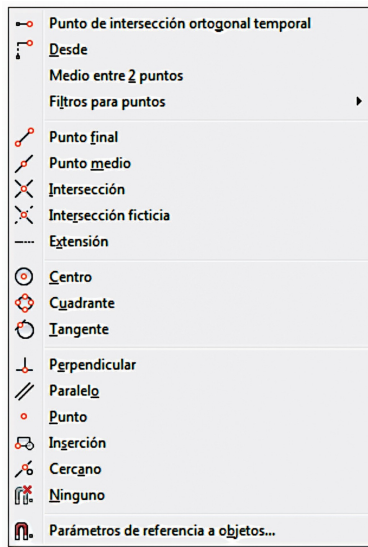 Punto de intersección ortogonal temporal
Desde
Medio entre 2 puntos
Filtros para puntos
Punto final
Punto medio
Intersección
Intersección ficticia
Extensión
Centro
Cuadrante
Tangente
Perpendicular
Paralelo
Punto
Inserción
Cercano
Ninguno
Parámetros de referencia a objetos...